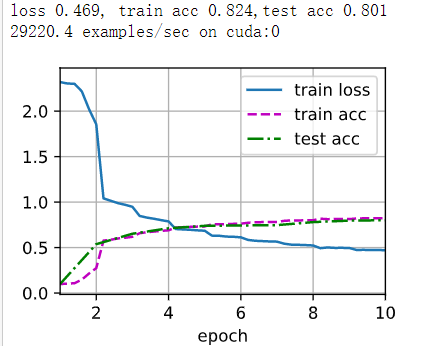 loss 0.469, train acc 0.824,test acc 0.801
29220.4 examples/sec on cuda:0
train loss
train acc
test acc
2.0
1.5
1.0
0.5
0.0
2 4 6 8 10
epoch